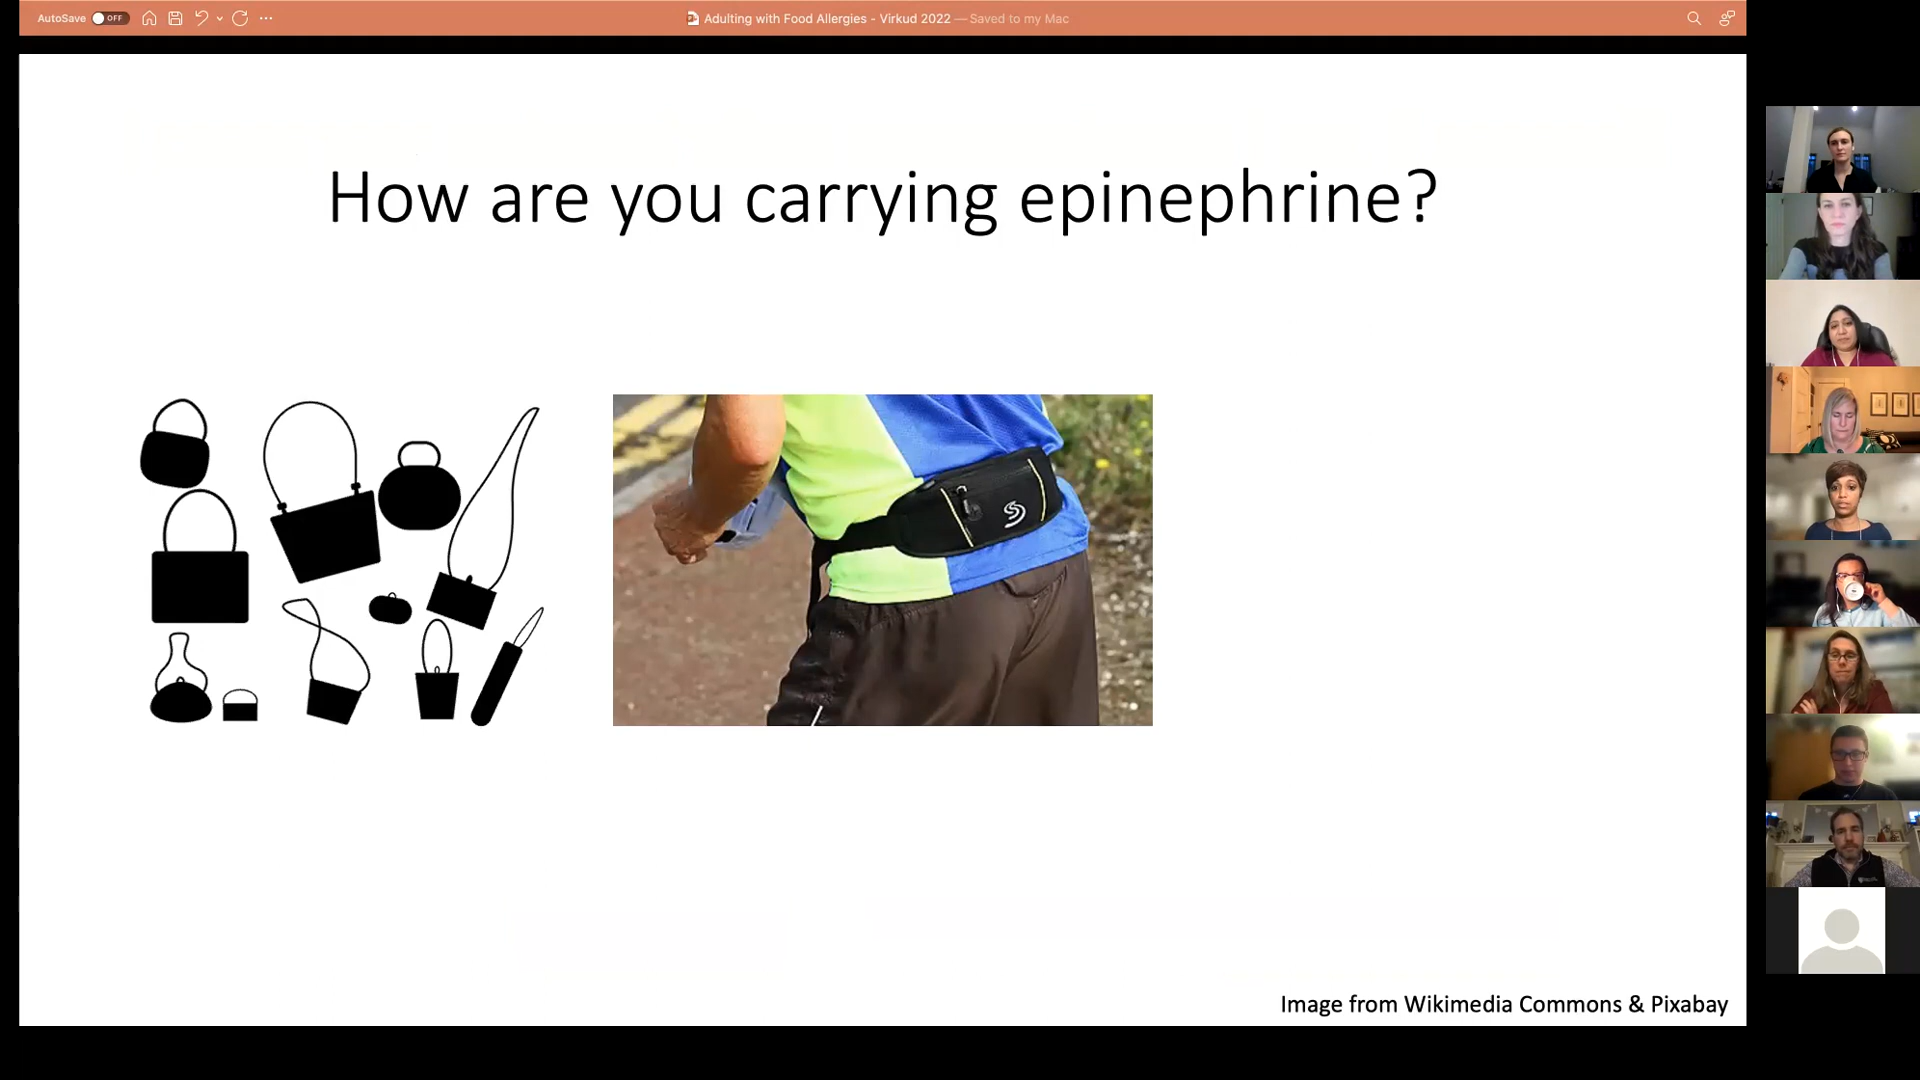 AutoSave OFF Adulting with Food Allergies - Virkud 2022 — Saved to my Mac
How are you carrying epinephrine?
Image from Wikimedia Commons & Pixabay